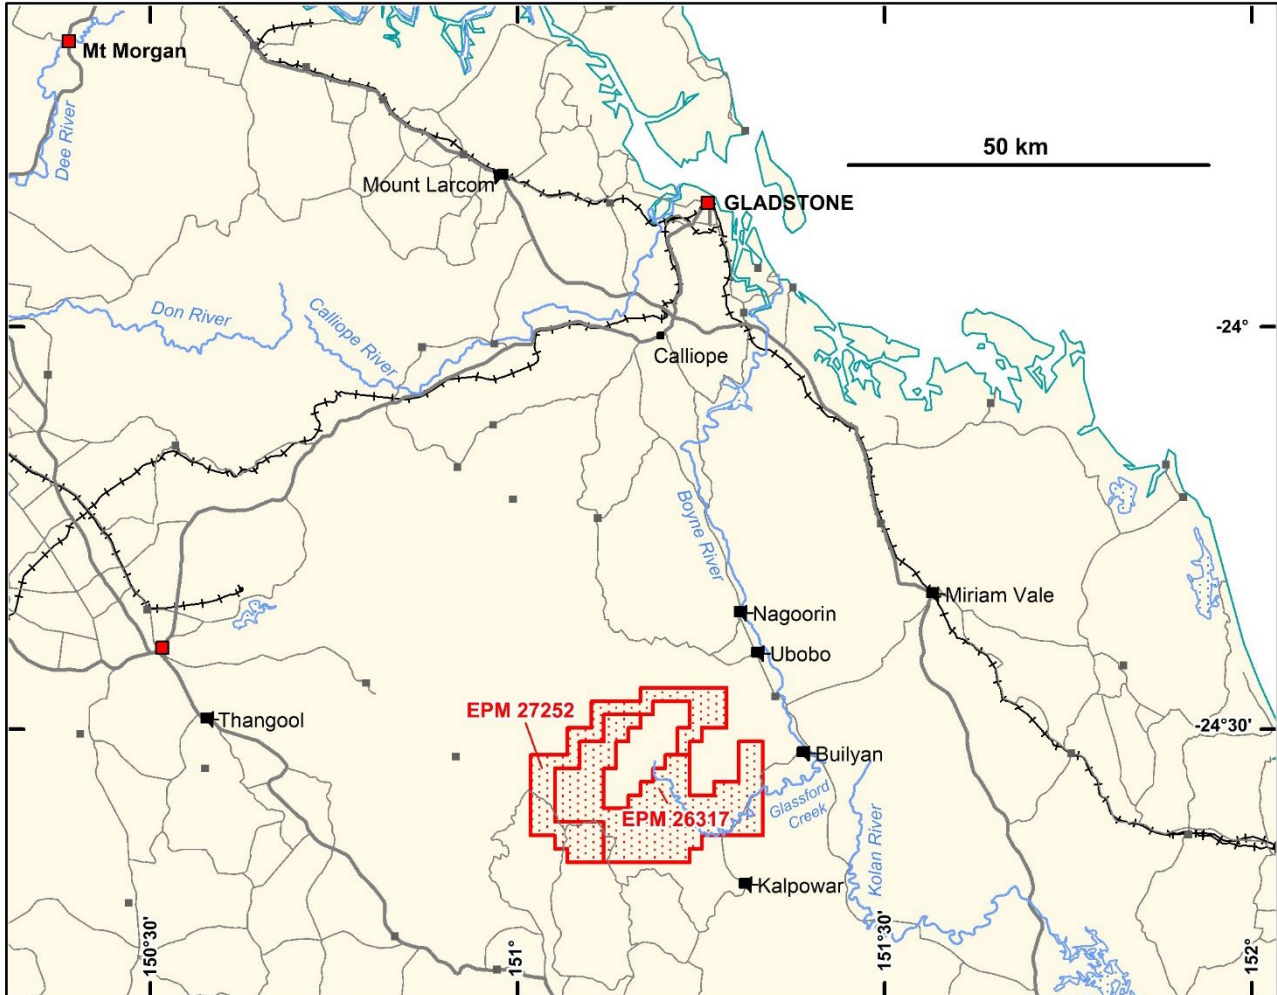 Mt Morgan
Dee River
50 km
Mount Larcom
GLADSTONE
Don River
Calliope River
-24°
Calliope
Boyne River
Nagoorin
Miriam Vale
Ubobo
EPM 27252
Thangool
-24°30'
Builyan
Glassford
Creek
EPM 26317
Kolan River
Kalpowar
150°30'
151°
151°30'
152°